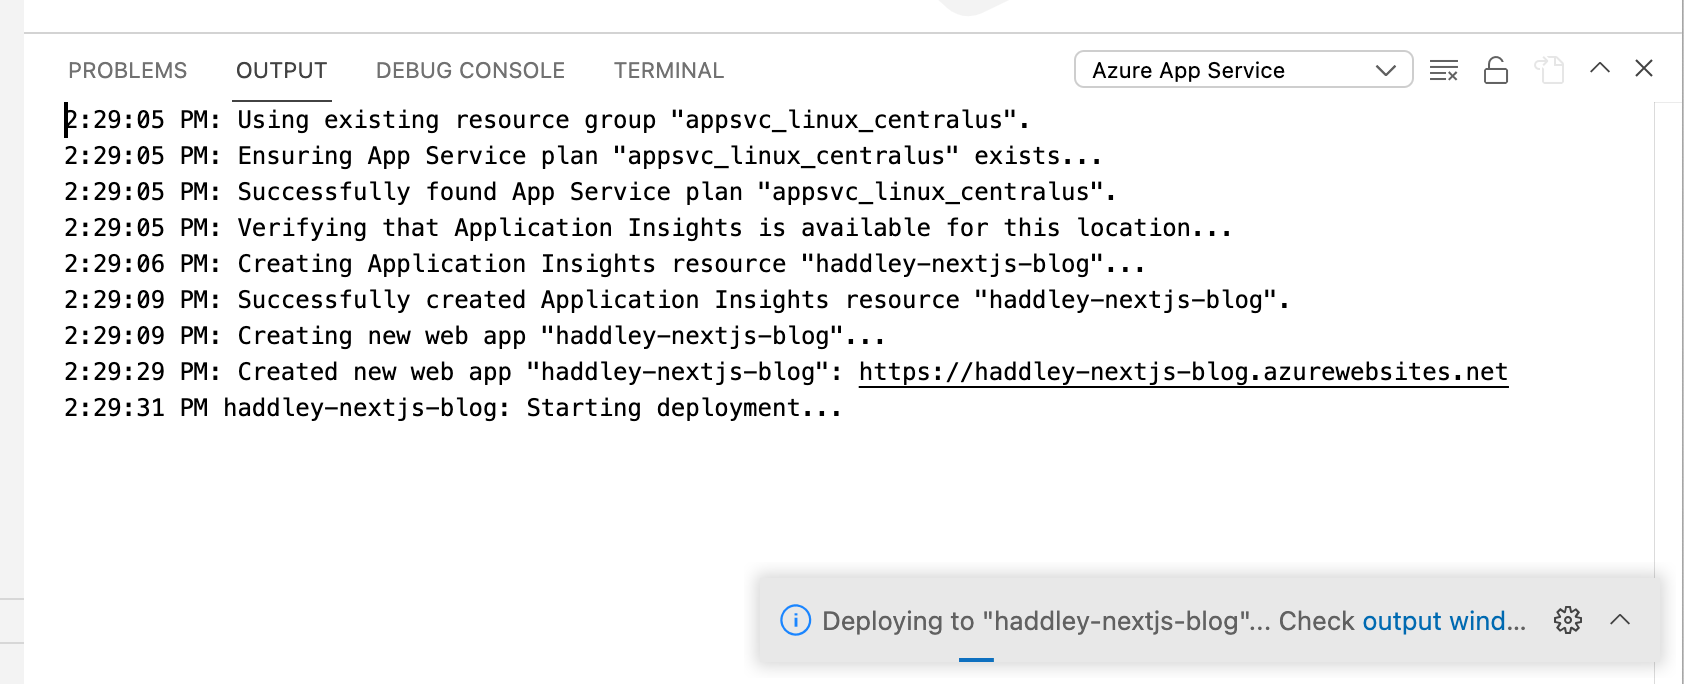 PROBLEMS OUTPUT DEBUG CONSOLE TERMINAL Azure App Service
2:29:05 PM: Using existing resource group "appsvc_linux_centralus".
2:29:05 PM: Ensuring App Service plan "appsvc_linux_centralus" exists...
2:29:05 PM: Successfully found App Service plan "appsvc_linux_centralus".
2:29:05 PM: Verifying that Application Insights is available for this location...
2:29:06 PM: Creating Application Insights resource "haddley-nextjs-blog"...
2:29:09 PM: Successfully created Application Insights resource "haddley-nextjs-blog".
2:29:09 PM: Creating new web app "haddley-nextjs-blog"...
2:29:29 PM: Created new web app "haddley-nextjs-blog": https://haddley-nextjs-blog.azurewebsites.net
2:29:31 PM haddley-nextjs-blog: Starting deployment...
Deploying to "haddley-nextjs-blog"... Check output wind...